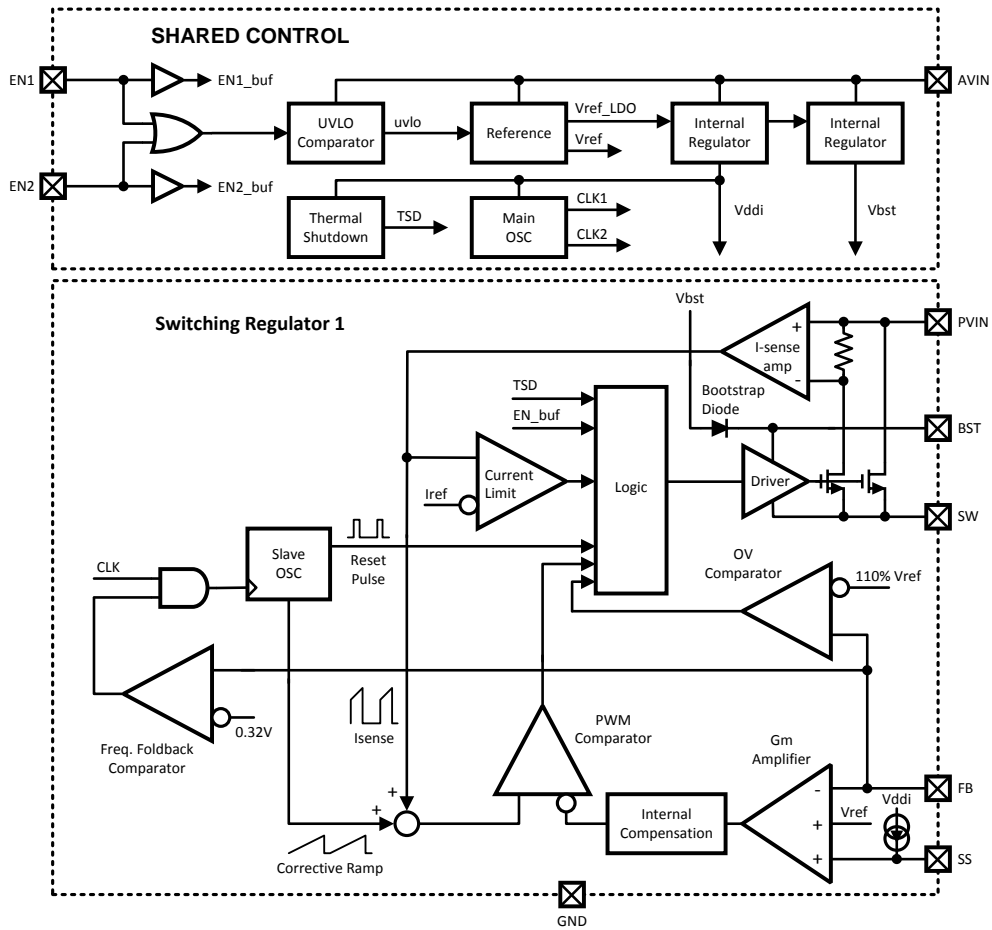 SHARED CONTROL
EN1
EN1_buf
AVIN
UVLO
Comparator
uvlo
Reference
Vref_LDO
Vref
Internal
Regulator
Internal
Regulator
EN2
EN2_buf
Thermal
Shutdown
TSD
Main
OSC
CLK1
CLK2
Vddi
Vbst
Switching Regulator 1
Vbst
+
I-sense
amp
-
PVIN
TSD
EN_buf
Bootstrap
Diode
BST
Current
Limit
Iref
Logic
Driver
SW
Slave
OSC
Reset
Pulse
CLK
OV
Comparator
110% Vref
0.32V
Freq. Foldback
Comparator
Isense
PWM
Comparator
Gm
Amplifier
-
FB
Vddi
Vref
+
+
SS
+
+
Internal
Compensation
Corrective Ramp
GND